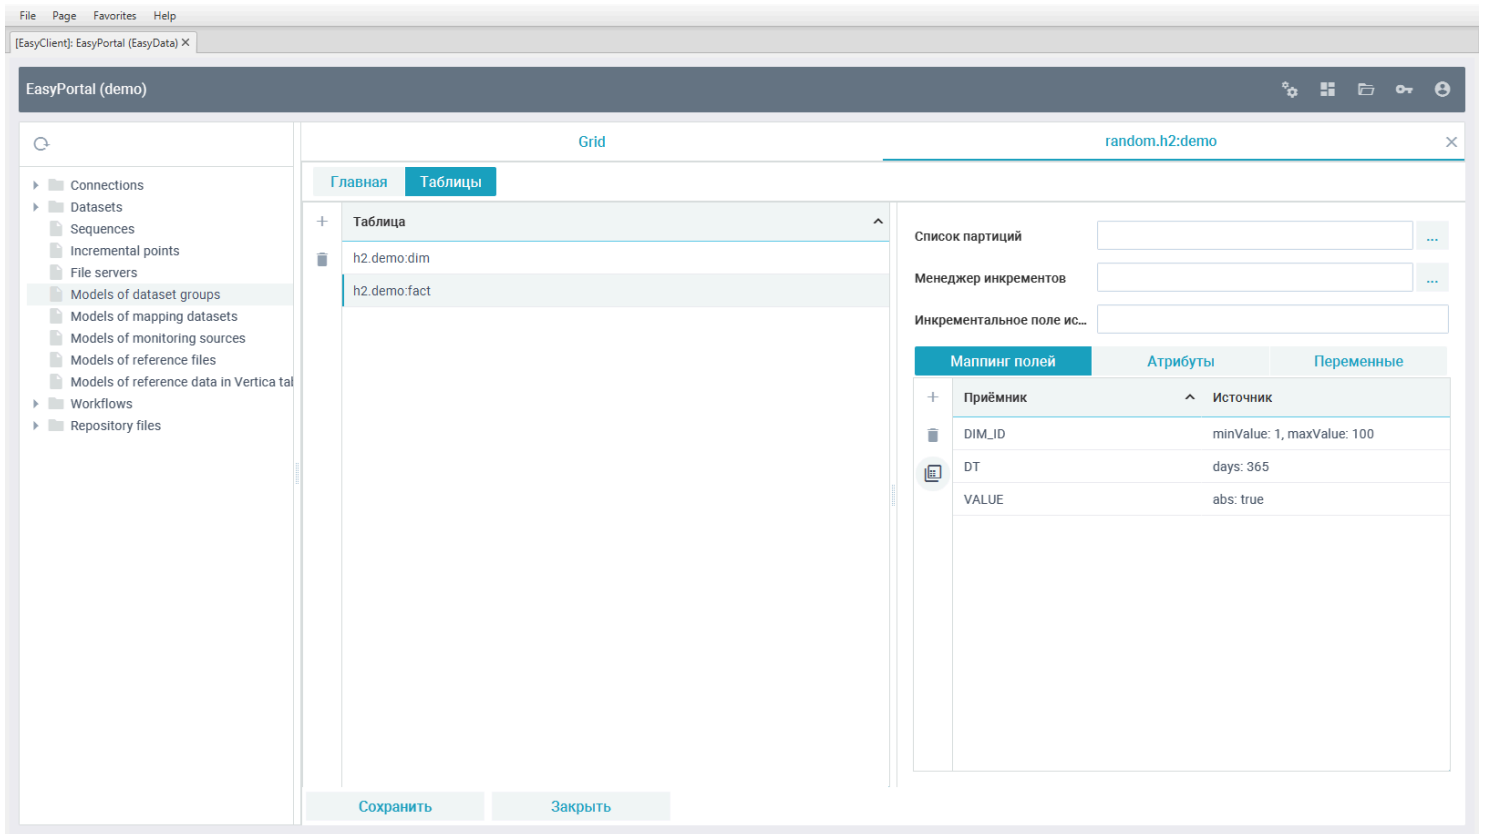 File Page Favorites Help
[EasyClient]: EasyPortal (EasyData) X
EasyPortal (demo)
Grid
random.h2:demo
Connections
Datasets
Sequences
Incremental points
File servers
Models of dataset groups
Models of mapping datasets
Models of monitoring sources
Models of reference files
Models of reference data in Vertica tal
Workflows
Repository files
Главная Таблицы
Таблица
h2.demo:dim
h2.demo:fact
Список партиций
...
Менеджер инкрементов
...
Инкрементальное поле ис...
Маппинг полей Атрибуты Переменные
Приёмник Источник
DIM_ID minValue: 1, maxValue: 100
DT days: 365
VALUE abs: true
Сохранить Закрыть